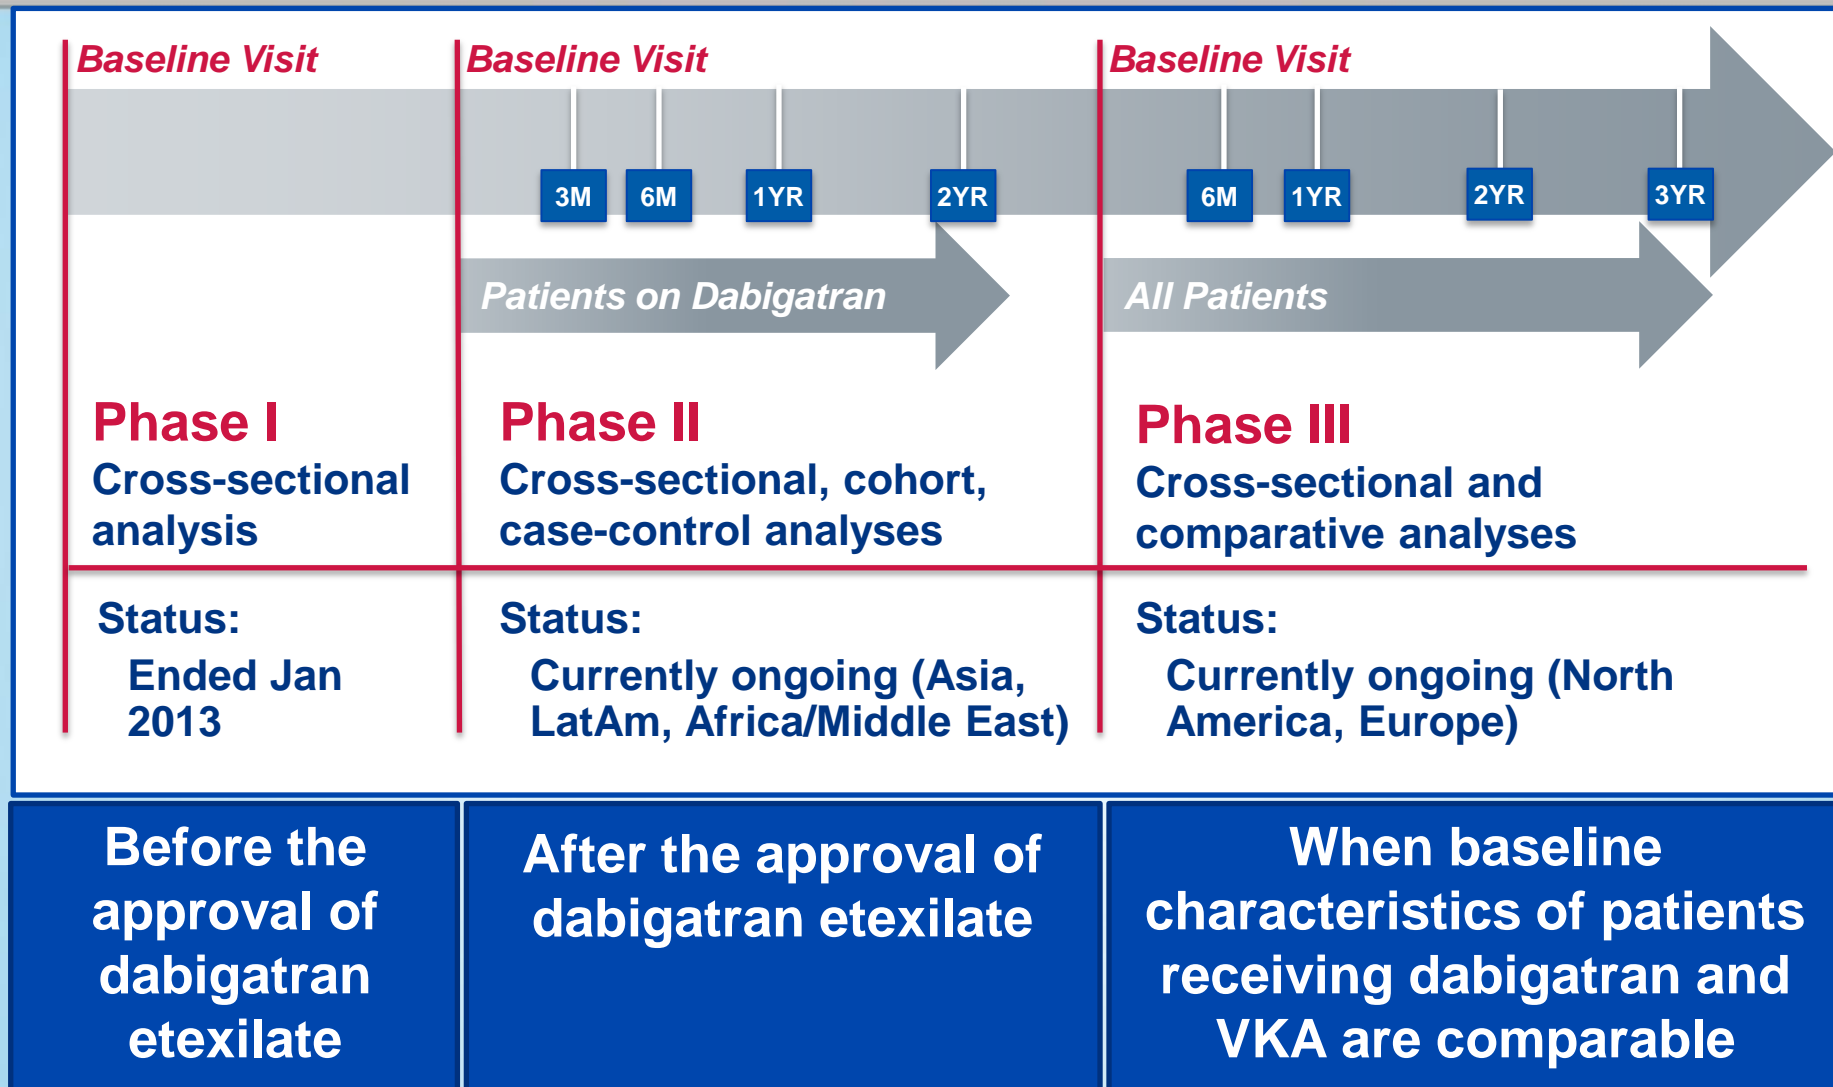 Baseline Visit
Baseline Visit
Baseline Visit
3M
6M
1YR
2YR
6M
1YR
2YR
3YR
Patients on Dabigatran
All Patients
Phase I
Cross-sectional
analysis
Phase II
Cross-sectional, cohort,
case-control analyses
Phase III
Cross-sectional and
comparative analyses
Status:
Ended Jan
2013
Status:
Currently ongoing (Asia,
LatAm, Africa/Middle East)
Status:
Currently ongoing (North
America, Europe)
Before the
approval of
dabigatran
etexilate
After the approval of
dabigatran etexilate
When baseline
characteristics of patients
receiving dabigatran and
VKA are comparable